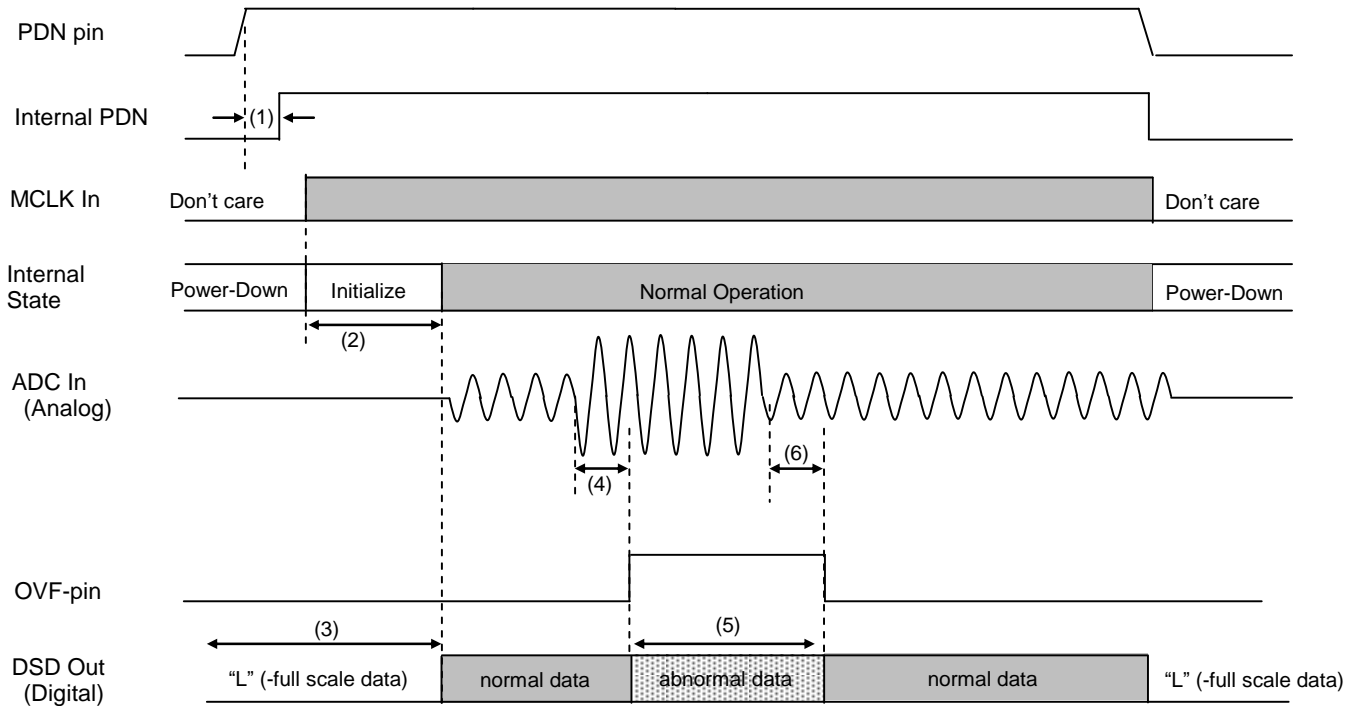 PDN pin
Internal PDN
(1)
MCLK In
Don’t care
Don’t care
Internal
State
Power-Down
Initialize
Normal Operation
Power-Down
(2)
ADC In
(Analog)
(4)
(6)
OVF-pin
(3)
(5)
DSD Out
(Digital)
“L” (-full scale data)
normal data
abnormal data
normal data
“L” (-full scale data)